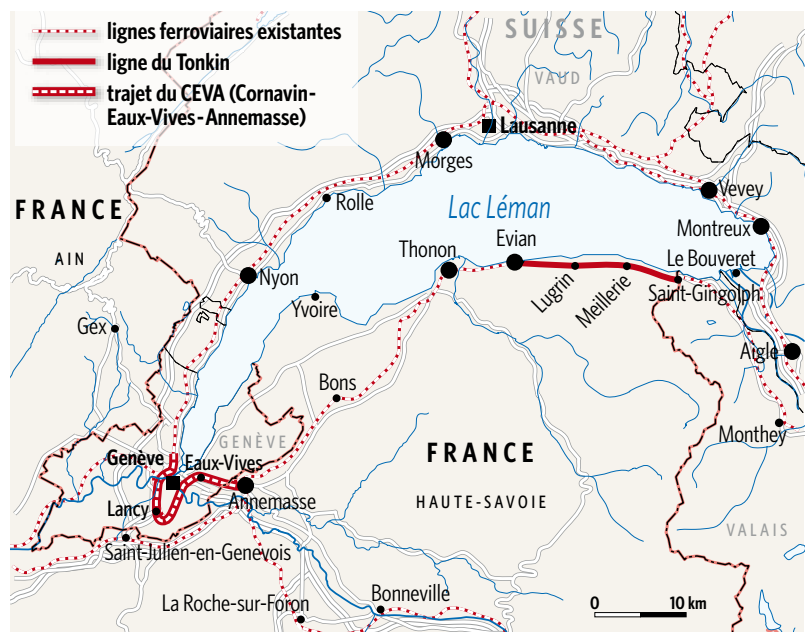 lignes ferroviaires existantes
ligne du Tonkin
trajet du CEVA (Cornavin-
Eaux-Vives-Annemasse)
SUISSE
VAUD
Lausanne
Morges
Vevey
Rolle
FRANCE
Lac Léman
Montreux
AIN
Thonon
Evian
Le Bouveret
Nyon
Lugrin
Meillerie
Saint-Gingolph
Yvoire
Gex
Aigle
Bons
Monthey
GENÈVE
Genève
Eaux-Vives
FRANCE
Annemasse
HAUTE-SAVOIE
Lancy
VALAIS
Saint-Julien-en-Genevois
La Roche-sur-Foron
Bonneville
0 10 km